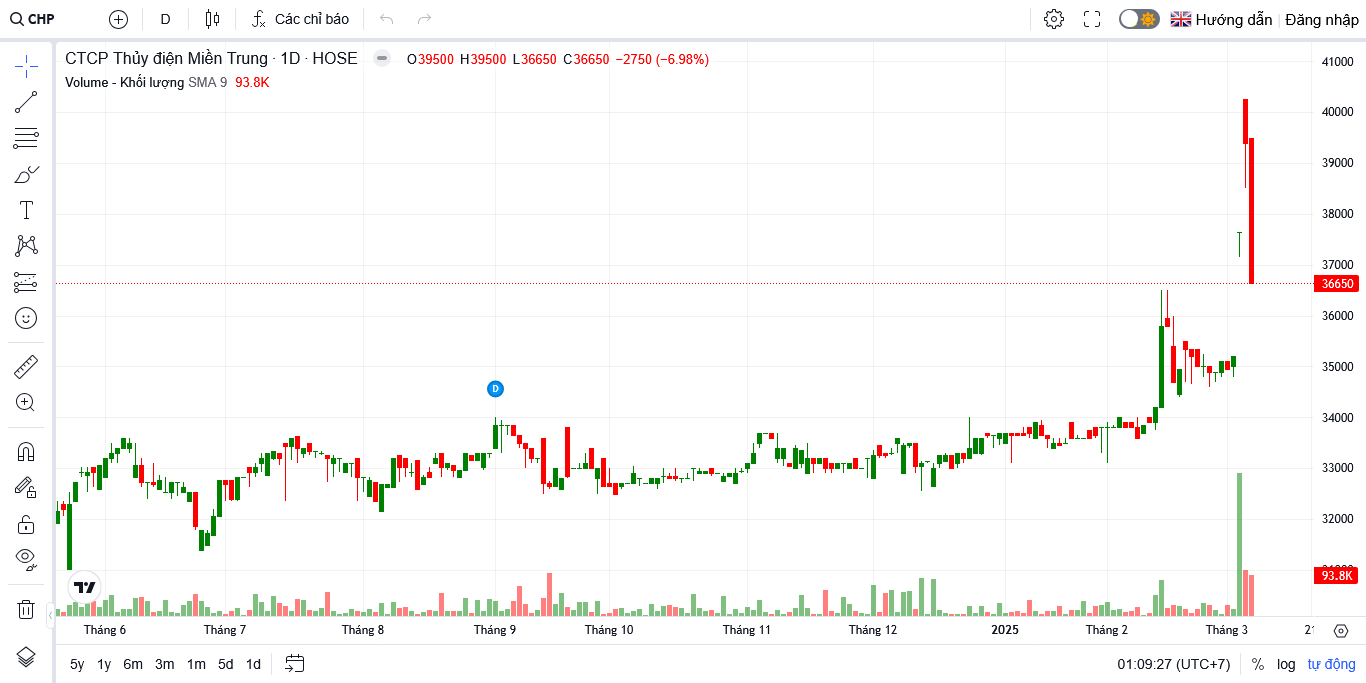 CHP D Các chỉ báo Hướng dẫn Đăng nhập
CTCP Thủy điện Miền Trung · 1D · HOSE O39500 H39500 L36650 C36650 −2750 (−6.98%)
Volume - Khối lượng SMA 9 93.8K
41000
40000
39000
38000
37000
36650
36000
35000
D
34000
33000
32000
93.8K
Tháng 6 Tháng 7 Tháng 8 Tháng 9 Tháng 10 Tháng 11 Tháng 12 2025 Tháng 2 Tháng 3
5y 1y 6m 3m 1m 5d 1d 01:09:27 (UTC+7) % log tự động